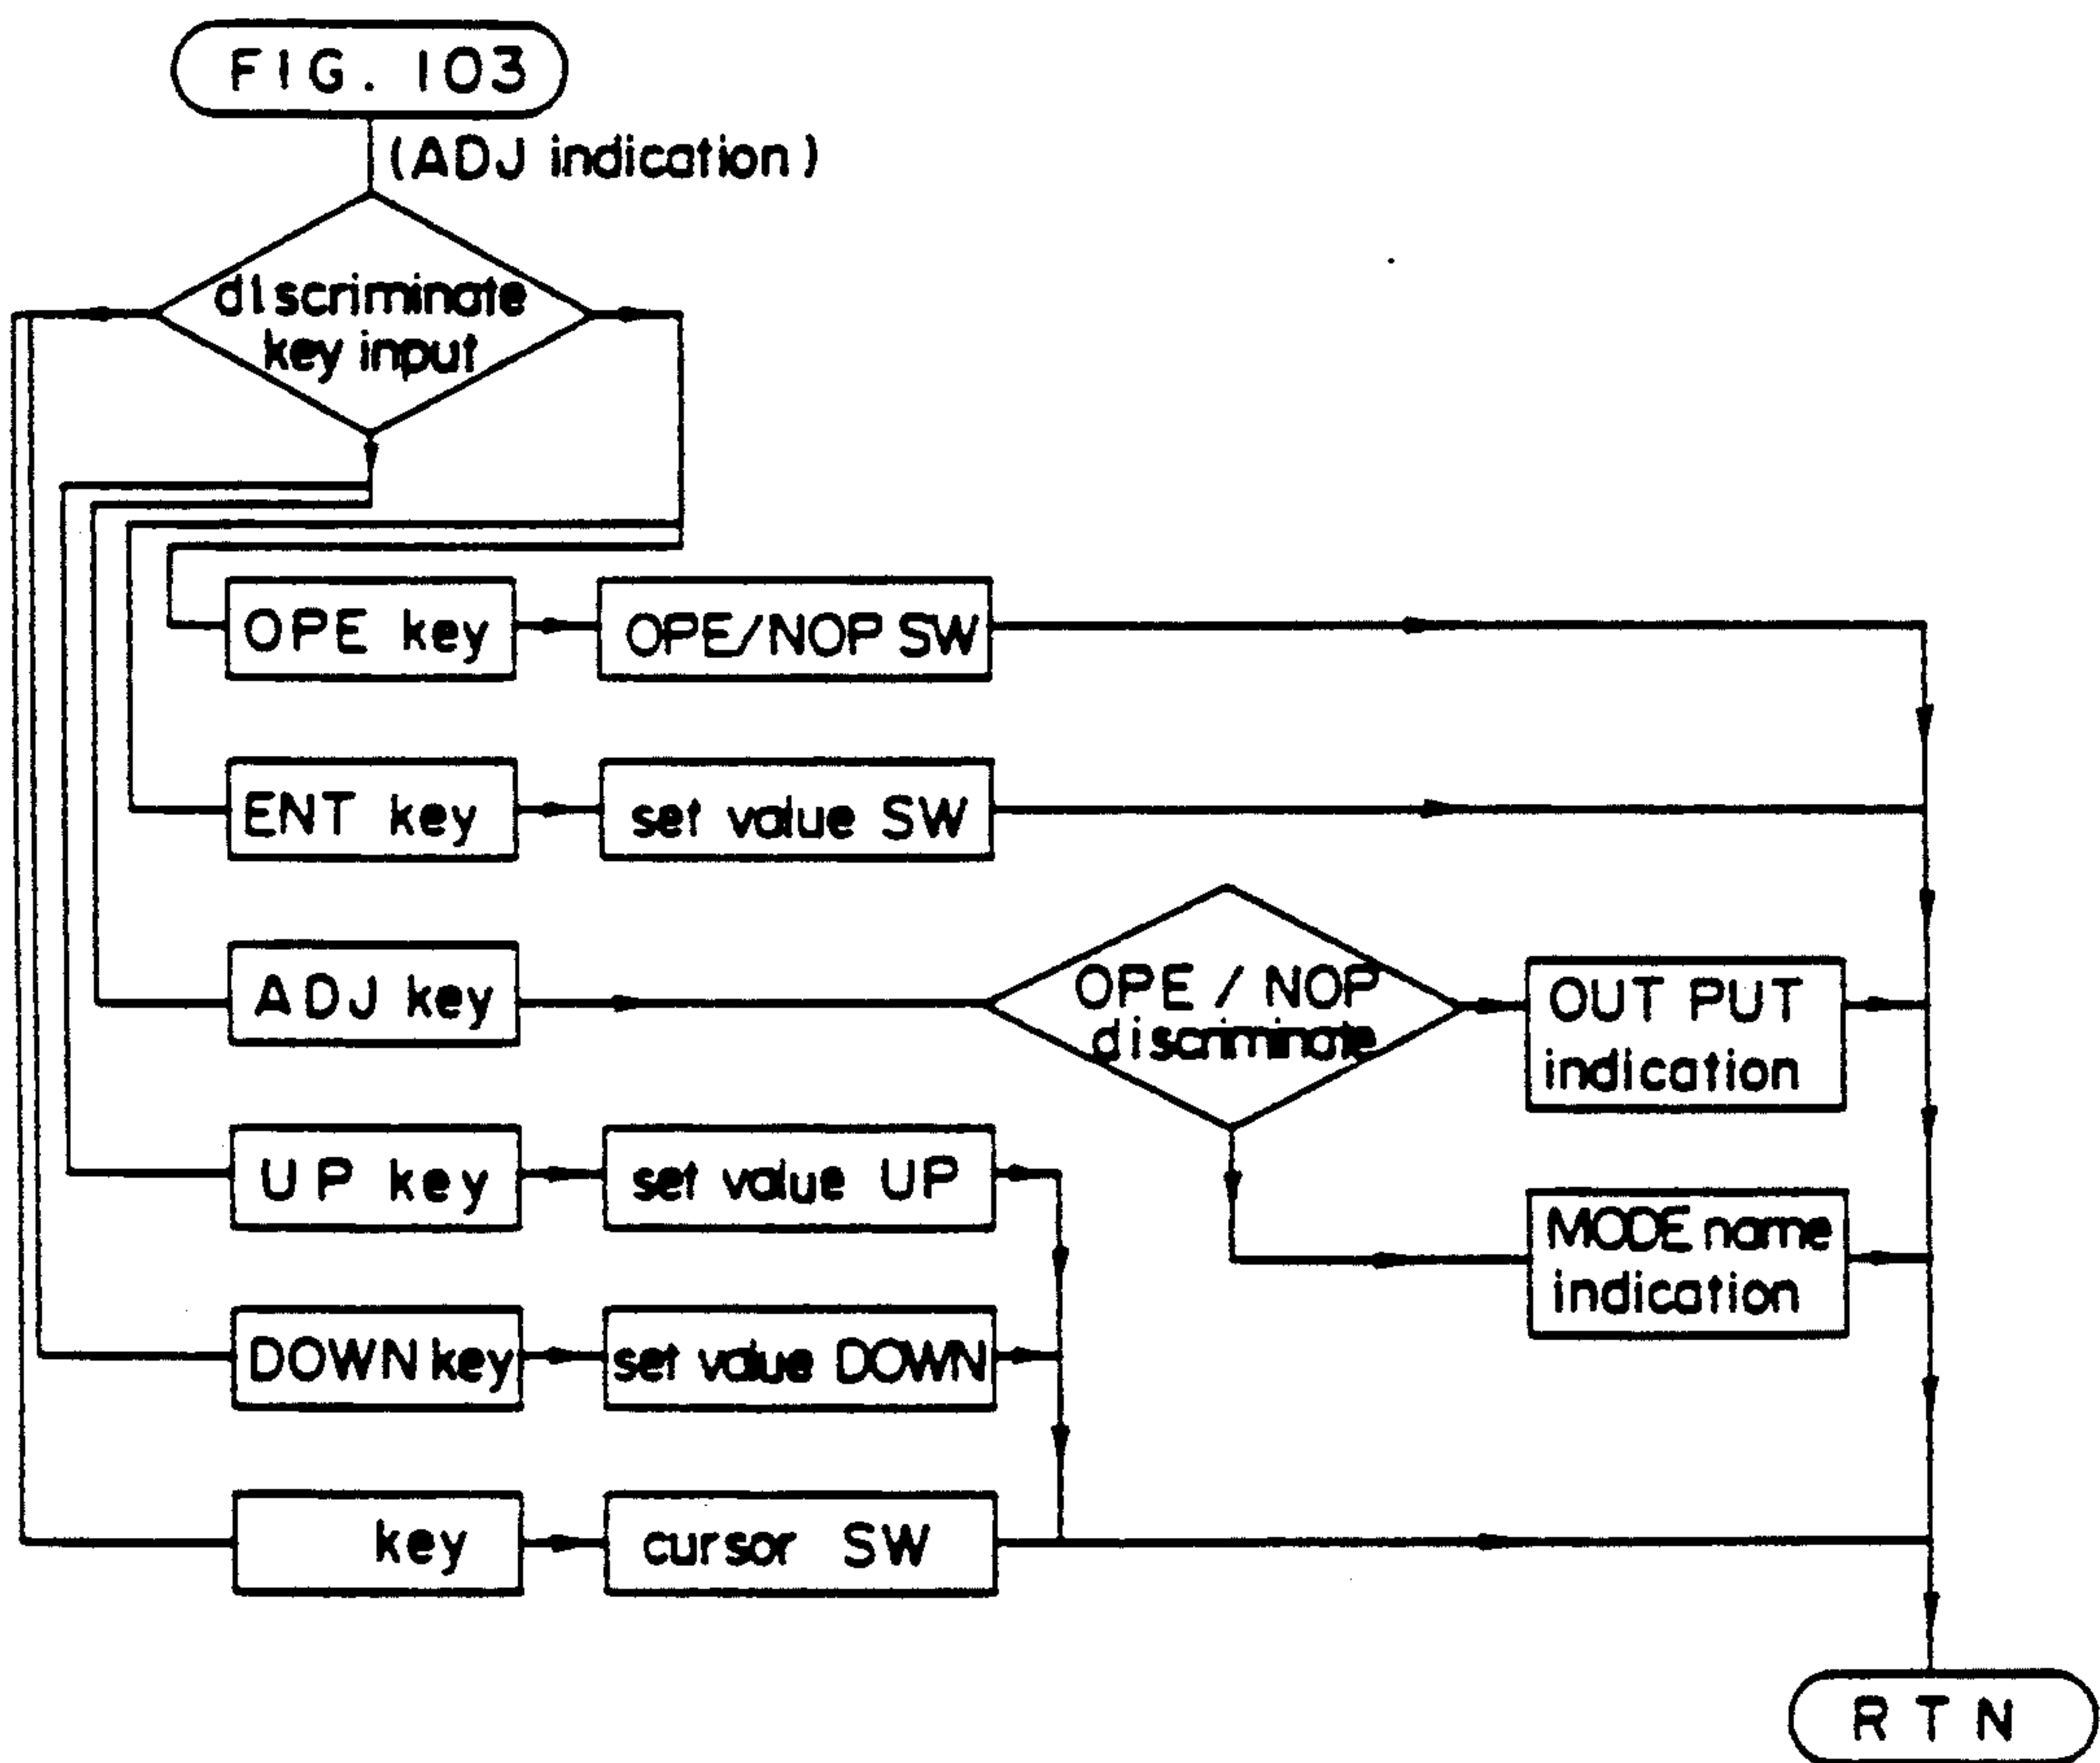 FIG. 103
(ADJ indication)
discriminate
key input
OPE key
OPE/NOP SW
ENT key
set value SW
ADJ key
OPE / NOP
discriminate
OUT PUT
indication
UP key
set value UP
MODE name
indication
DOWN key
set value DOWN
key
cursor SW
RTN